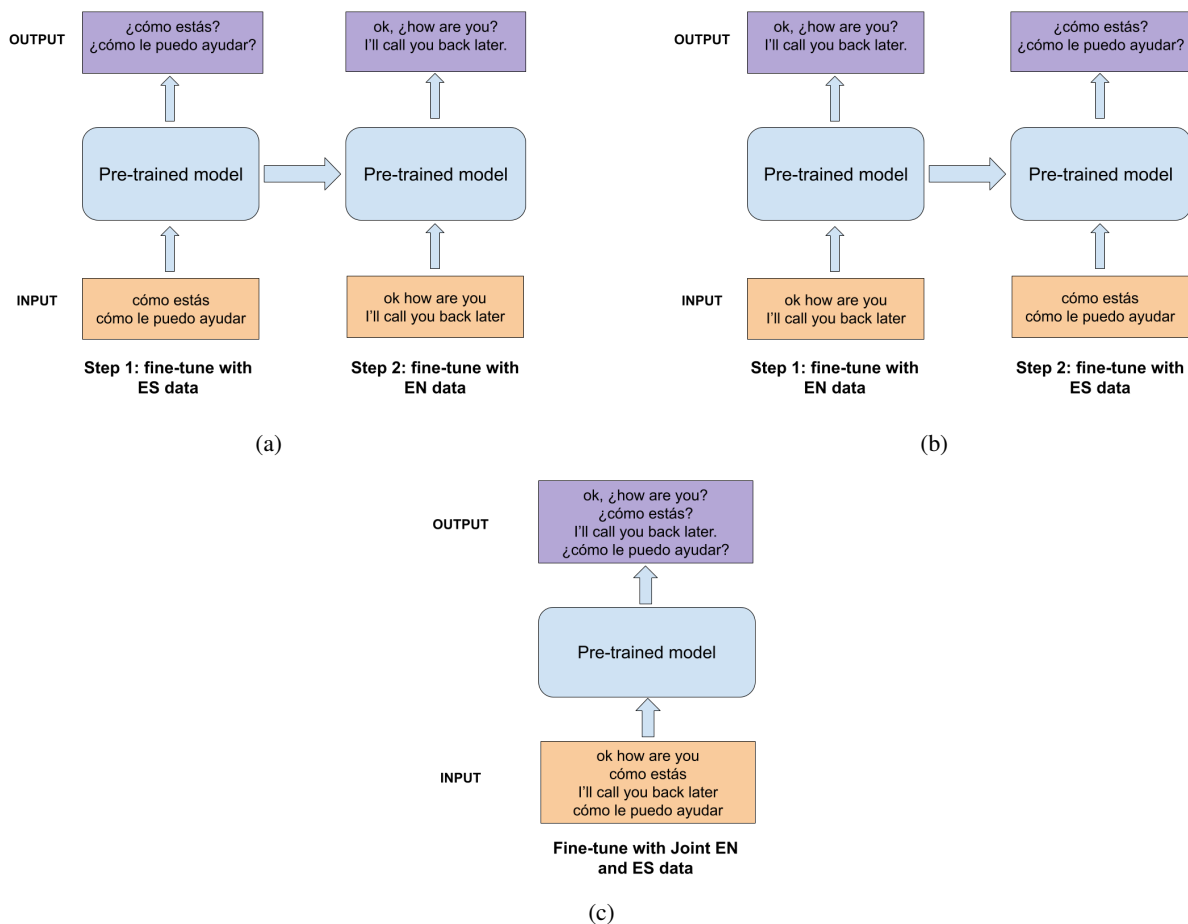 OUTPUT
¿cómo estás?
¿cómo le puedo ayudar?
ok, ¿how are you?
I'll call you back later.
Pre-trained model
Pre-trained model
INPUT
cómo estás
cómo le puedo ayudar
ok how are you
I'll call you back later
Step 1: fine-tune with
ES data
Step 2: fine-tune with
EN data
(a)
OUTPUT
ok, ¿how are you?
I'll call you back later.
¿cómo estás?
¿cómo le puedo ayudar?
Pre-trained model
Pre-trained model
INPUT
ok how are you
I'll call you back later
cómo estás
cómo le puedo ayudar
Step 1: fine-tune with
EN data
Step 2: fine-tune with
ES data
(b)
OUTPUT
ok, ¿how are you?
¿cómo estás?
I'll call you back later.
¿cómo le puedo ayudar?
Pre-trained model
INPUT
ok how are you
cómo estás
I'll call you back later
cómo le puedo ayudar
Fine-tune with Joint EN
and ES data
(c)